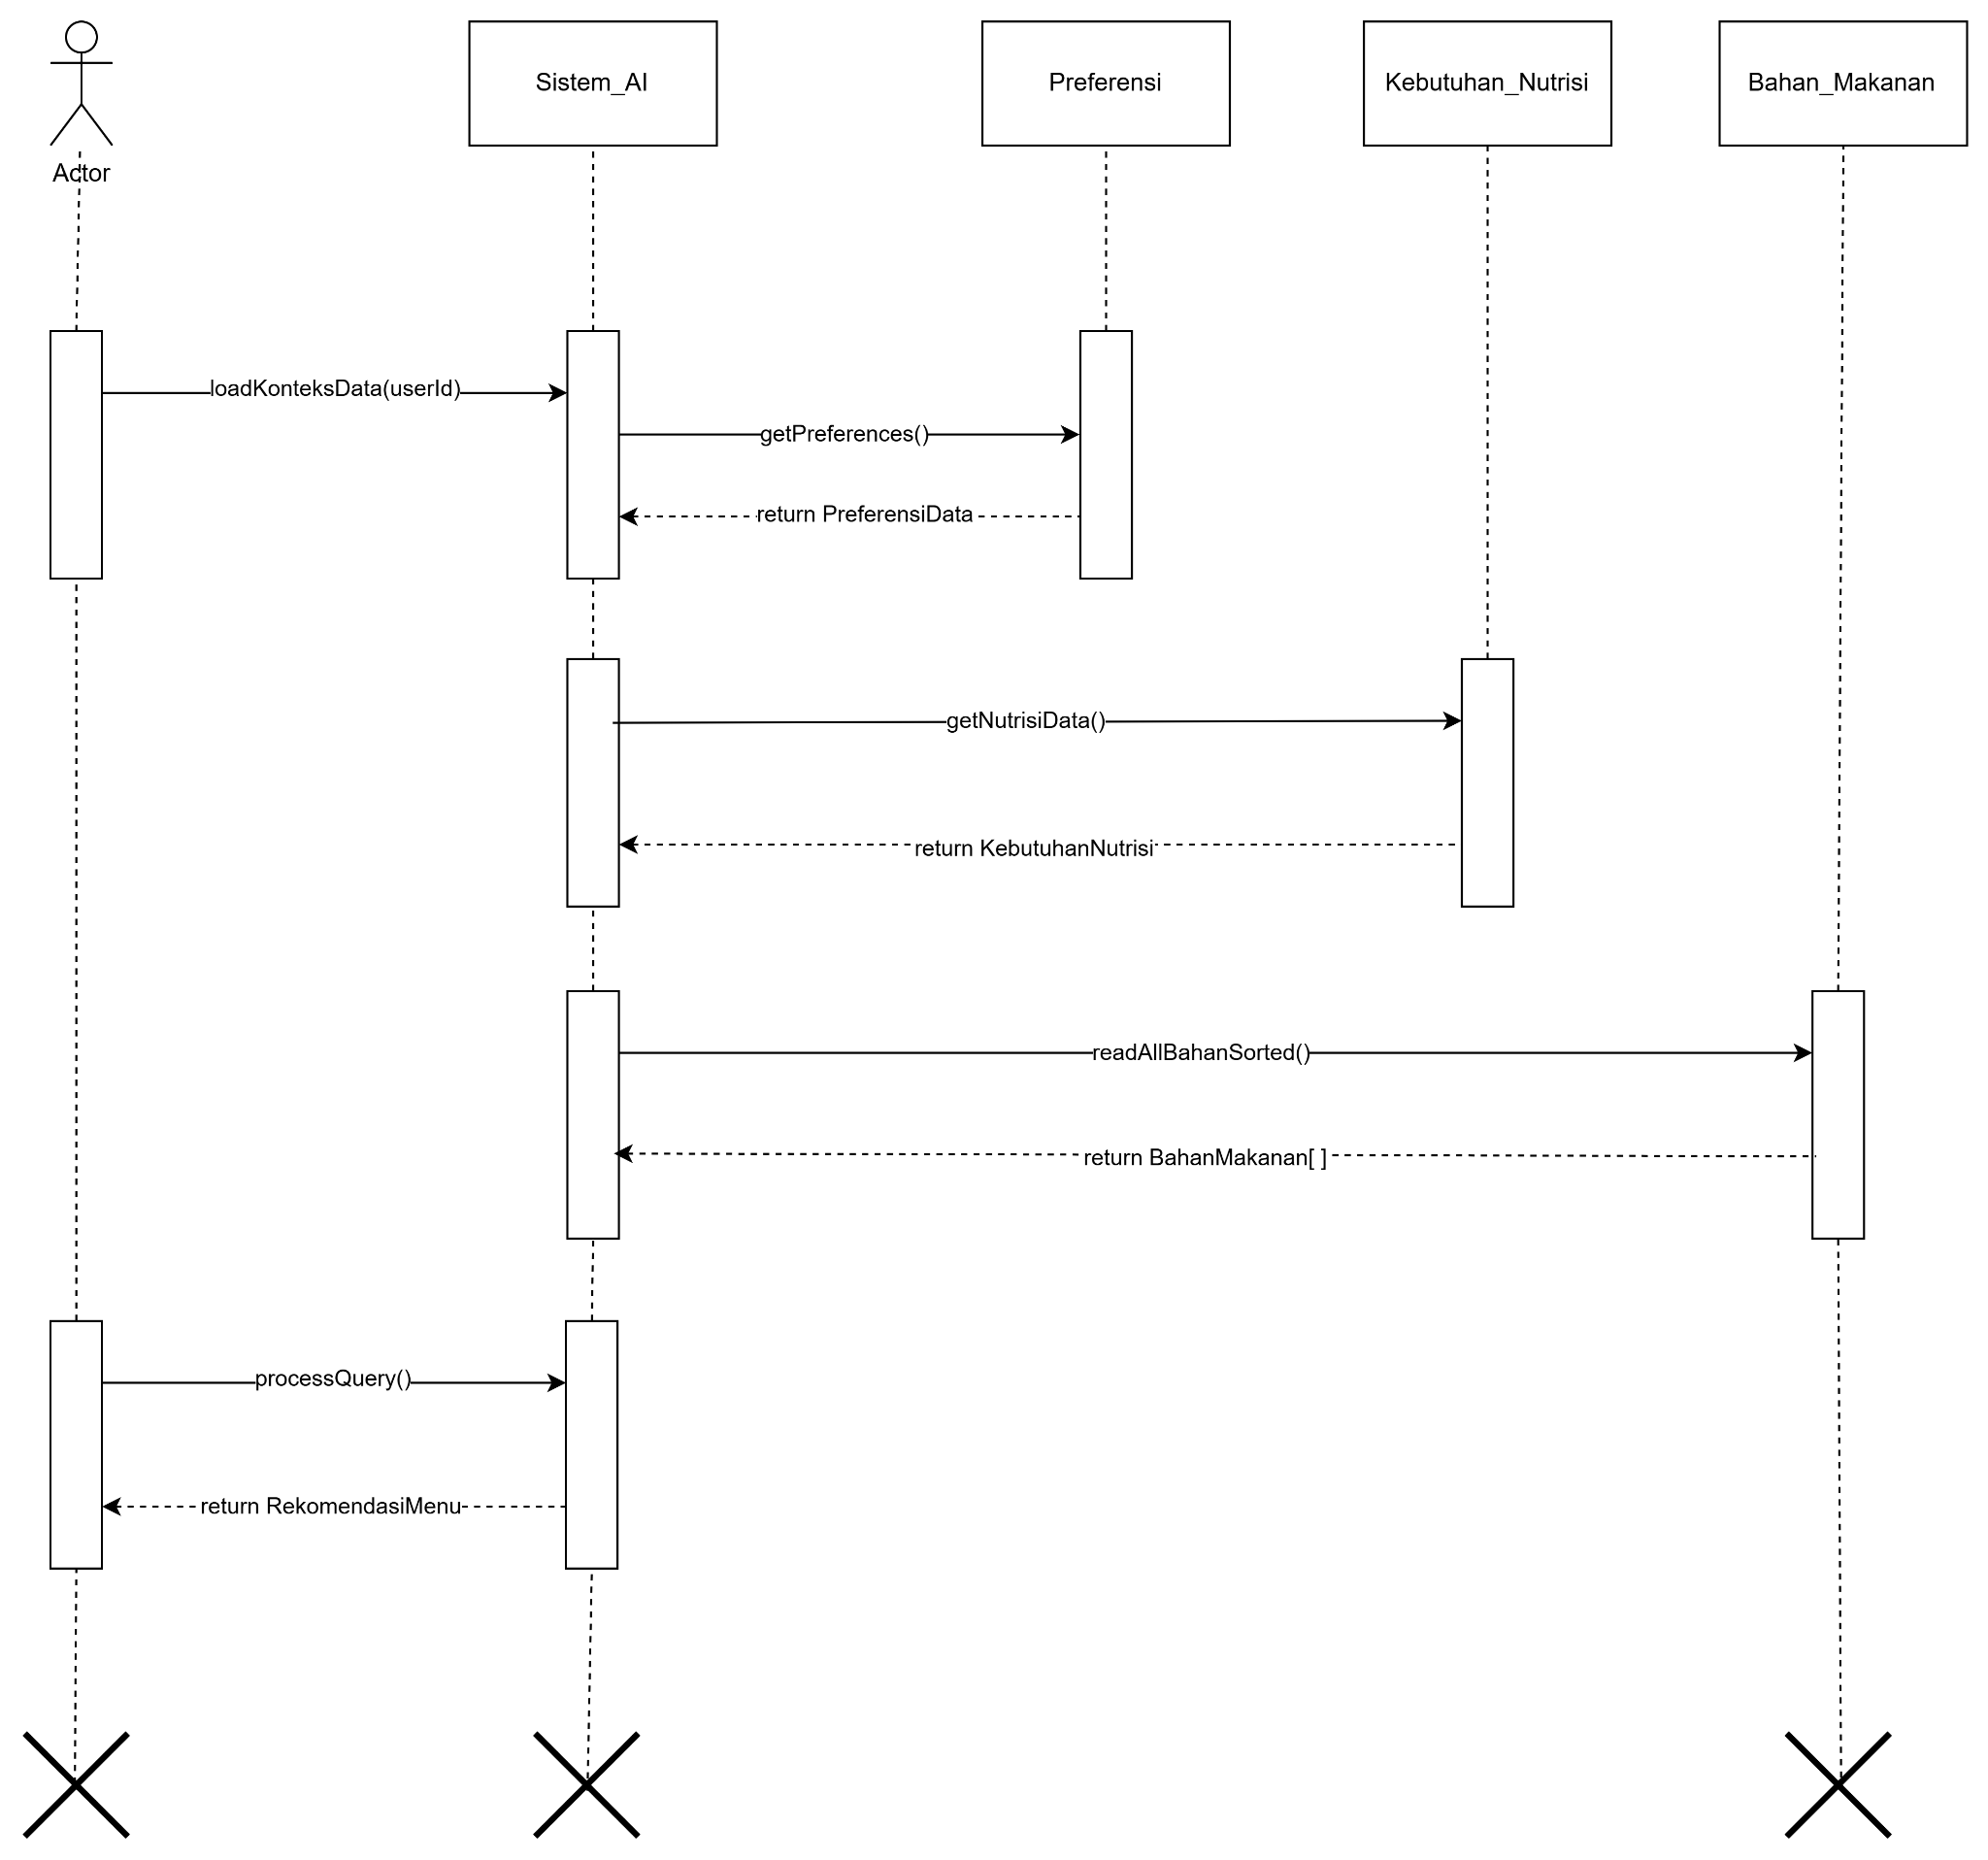 Actor
Sistem_AI
Preferensi
Kebutuhan_Nutrisi
Bahan_Makanan
loadKonteksData(userId)
getPreferences()
return PreferensiData
getNutrisiData()
return KebutuhanNutrisi
readAllBahanSorted()
return BahanMakanan[ ]
processQuery()
return RekomendasiMenu